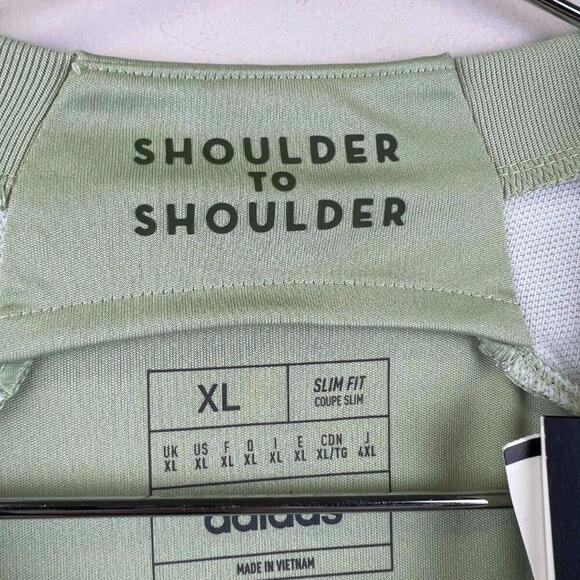 SHOULDER
TO
SHOULDER
XL
SLIM FIT
COUPE SLIM
UK US F D I E CDN J
XL XL XL XL XL XL XL/TG 4XL
adidas
MADE IN VIETNAM